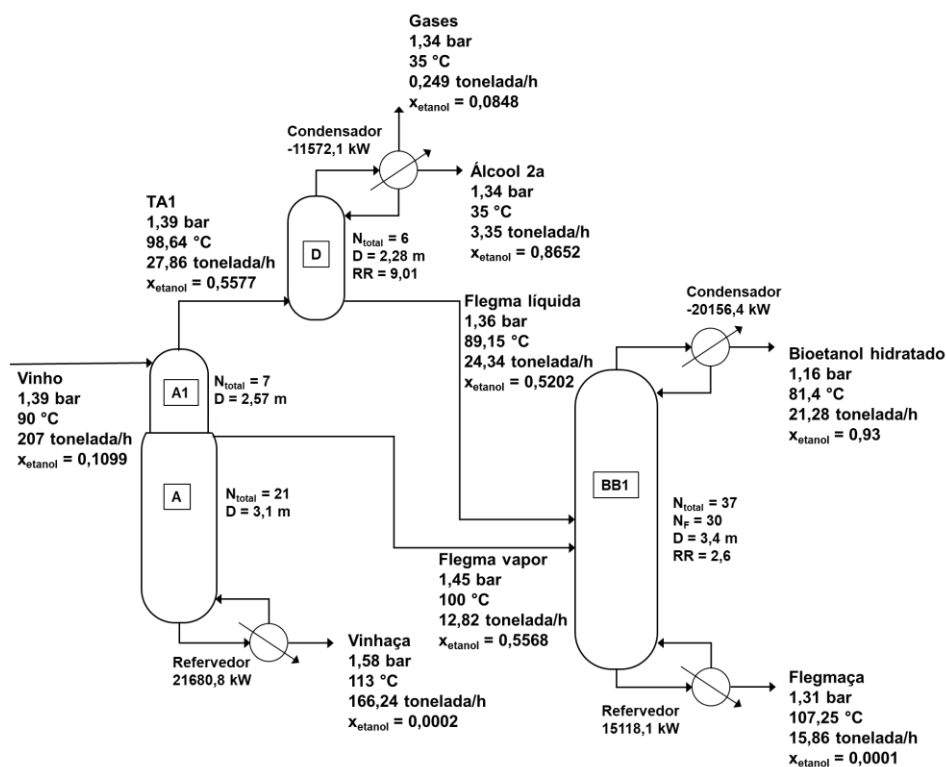 Gases
1,34 bar
35 °C
0,249 tonelada/h
xetanol = 0,0848
Condensador
-11572,1 kW
Álcool 2a
1,34 bar
35 °C
3,35 tonelada/h
xetanol = 0,8652
TA1
1,39 bar
98,64 °C
27,86 tonelada/h
xetanol = 0,5577
D
Ntotal = 6
D = 2,28 m
RR = 9,01
Flegma líquida
1,36 bar
89,15 °C
24,34 tonelada/h
xetanol = 0,5202
Condensador
-20156,4 kW
Bioetanol hidratado
1,16 bar
81,4 °C
21,28 tonelada/h
xetanol = 0,93
Vinho
1,39 bar
90 °C
207 tonelada/h
xetanol = 0,1099
A1
Ntotal = 7
D = 2,57 m
A
Ntotal = 21
D = 3,1 m
BB1
Ntotal = 37
NF = 30
D = 3,4 m
RR = 2,6
Flegma vapor
1,45 bar
100 °C
12,82 tonelada/h
xetanol = 0,5568
Refervedor
21680,8 kW
Vinhaça
1,58 bar
113 °C
166,24 tonelada/h
xetanol = 0,0002
Refervedor
15118,1 kW
Flegmaça
1,31 bar
107,25 °C
15,86 tonelada/h
xetanol = 0,0001